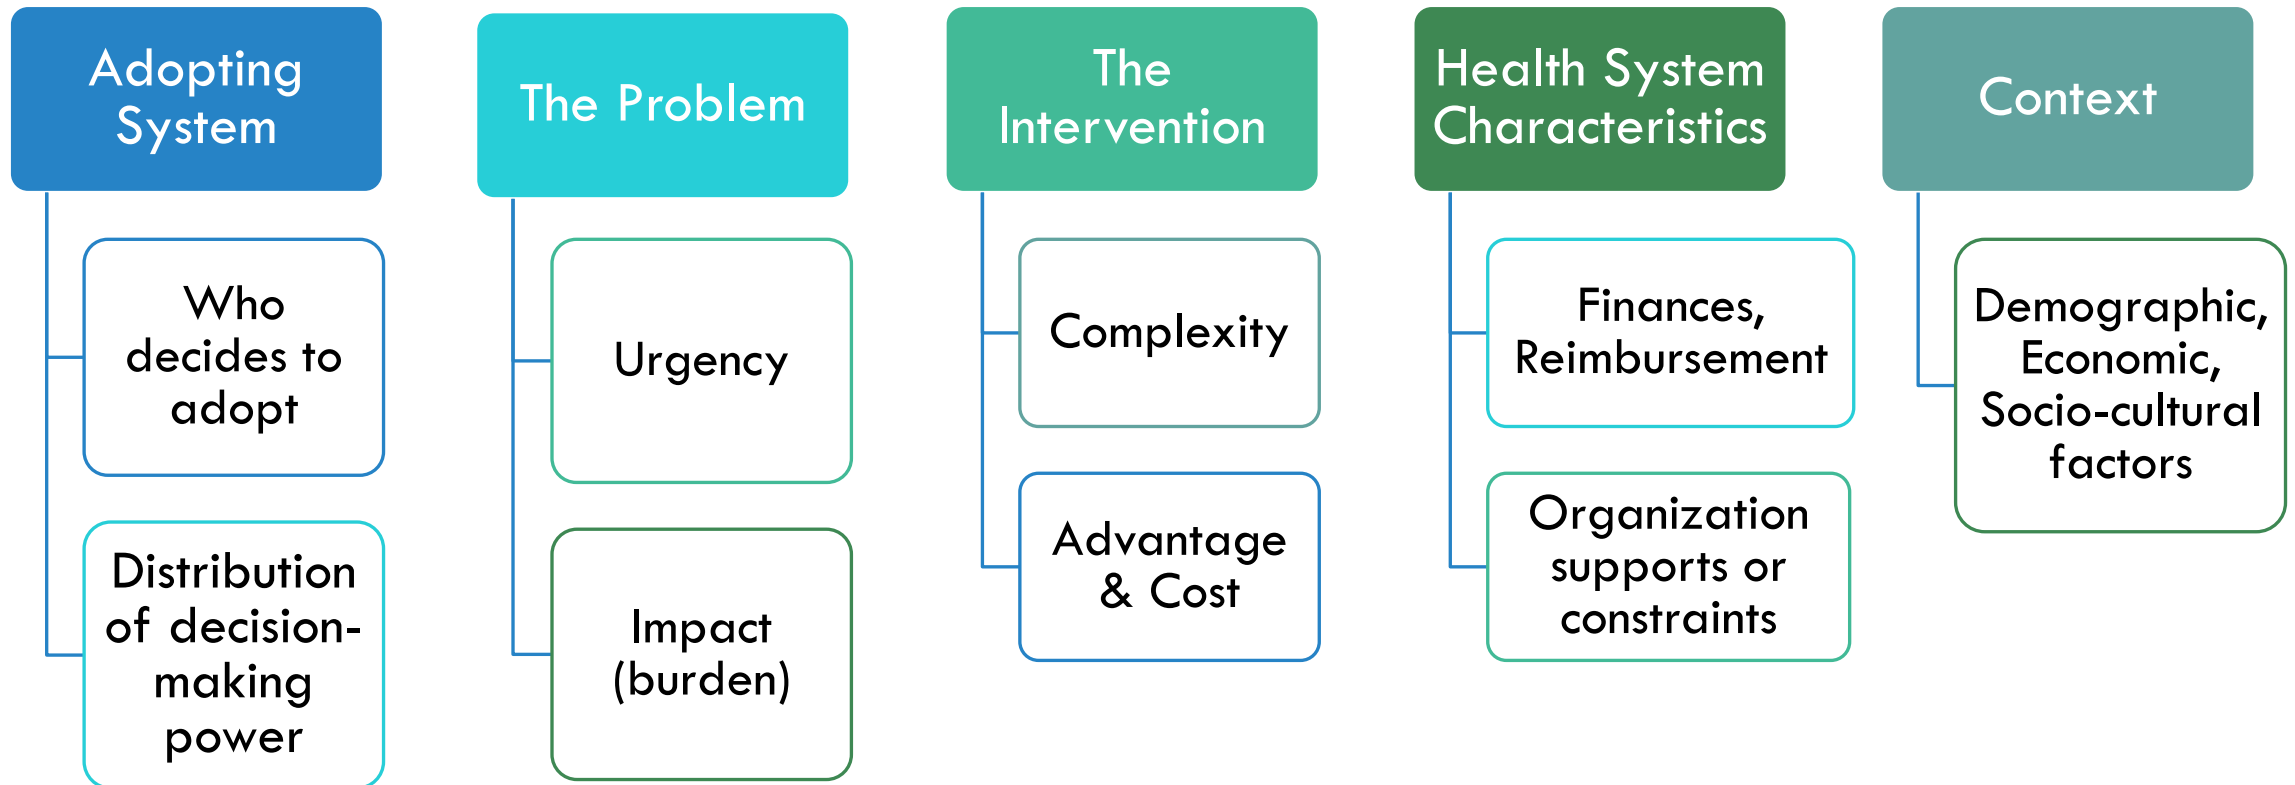 Adopting
System
Who
decides to
adopt
Distribution
of decision-
making
power
The Problem
Urgency
Impact
(burden)
The
Intervention
Complexity
Advantage
& Cost
Health System
Characteristics
Finances,
Reimbursement
Organization
supports or
constraints
Context
Demographic,
Economic,
Socio-cultural
factors